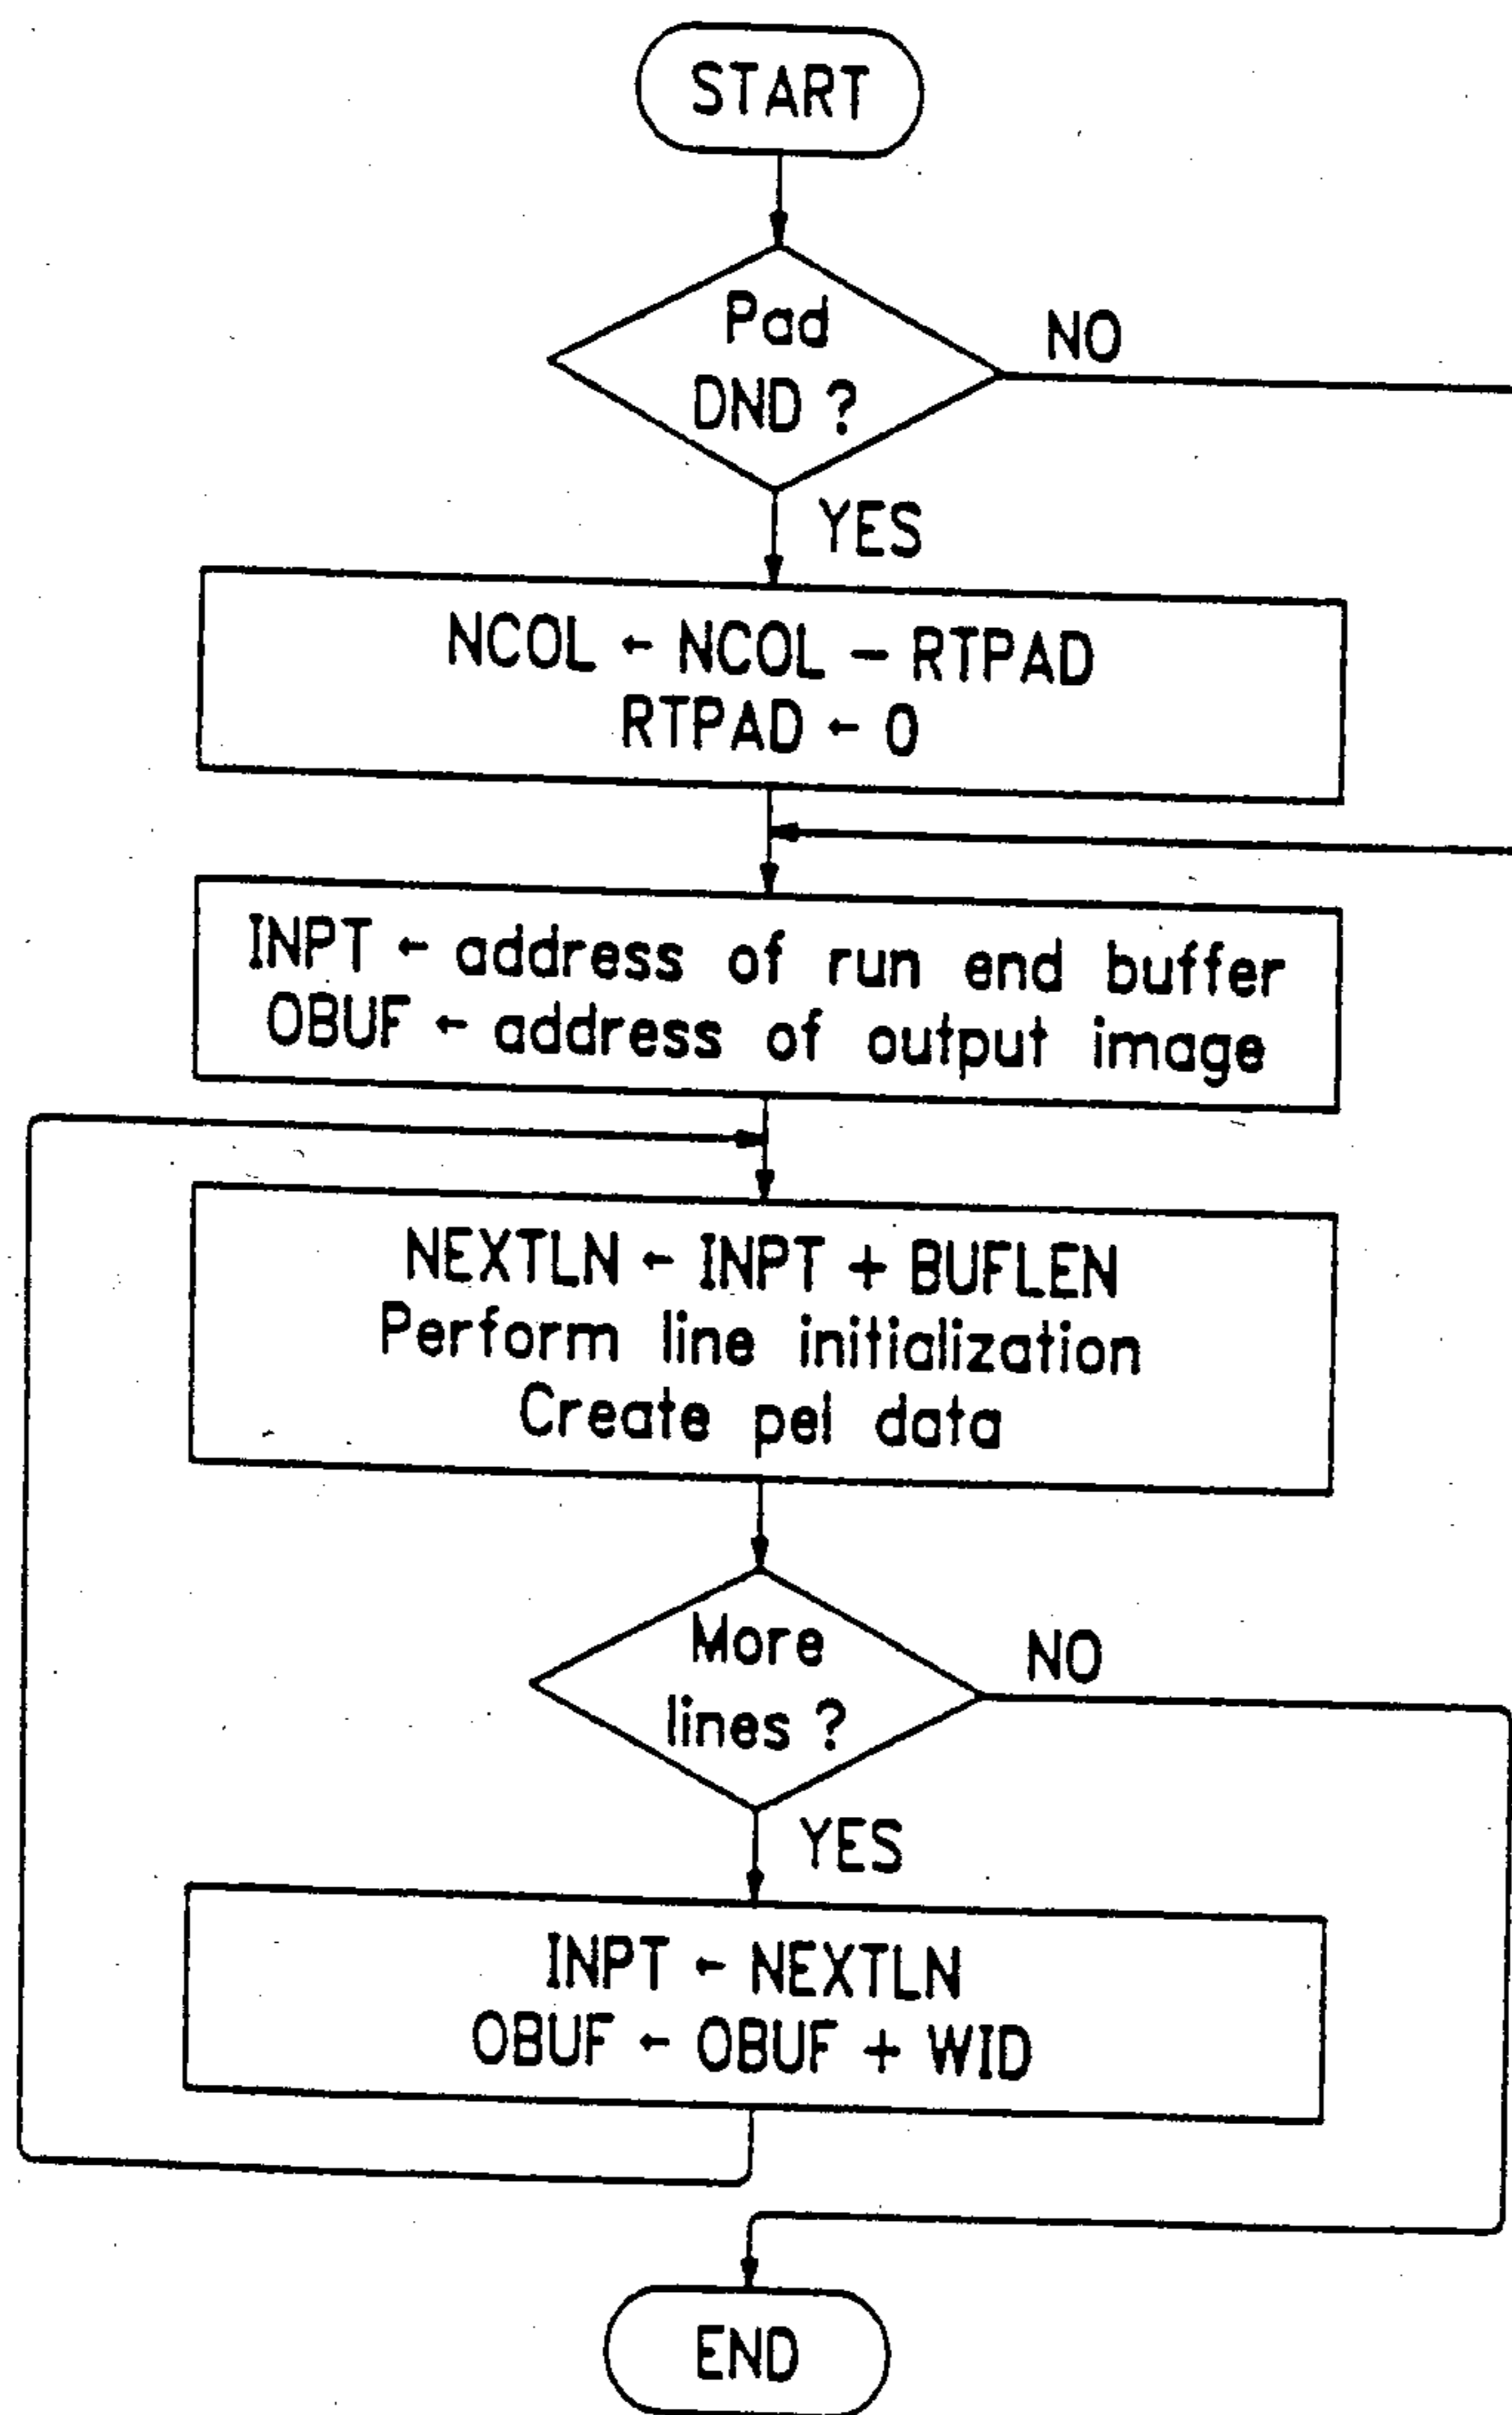 START
Pad
DND ?
NO
YES
NCOL ← NCOL − RTPAD
RTPAD ← 0
INPT ← address of run end buffer
OBUF ← address of output image
NEXTLN ← INPT + BUFLEN
Perform line initialization
Create pel data
More
lines ?
NO
YES
INPT ← NEXTLN
OBUF ← OBUF + WID
END